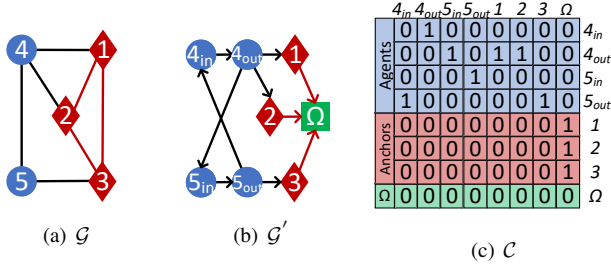 4in 4out 5in 5out 1 2 3 Ω
Agents
0 1 0 0 0 0 0 0 4in
0 0 1 0 1 1 0 0 4out
0 0 0 1 0 0 0 0 5in
1 0 0 0 0 0 1 0 5out
Anchors
0 0 0 0 0 0 0 1 1
0 0 0 0 0 0 0 1 2
0 0 0 0 0 0 0 1 3
Ω 0 0 0 0 0 0 0 0 Ω
4 1
2
5 3
4in 4out 1
2 Ω
5in 5out 3
(a) 𝒢
(b) 𝒢′
(c) 𝒞